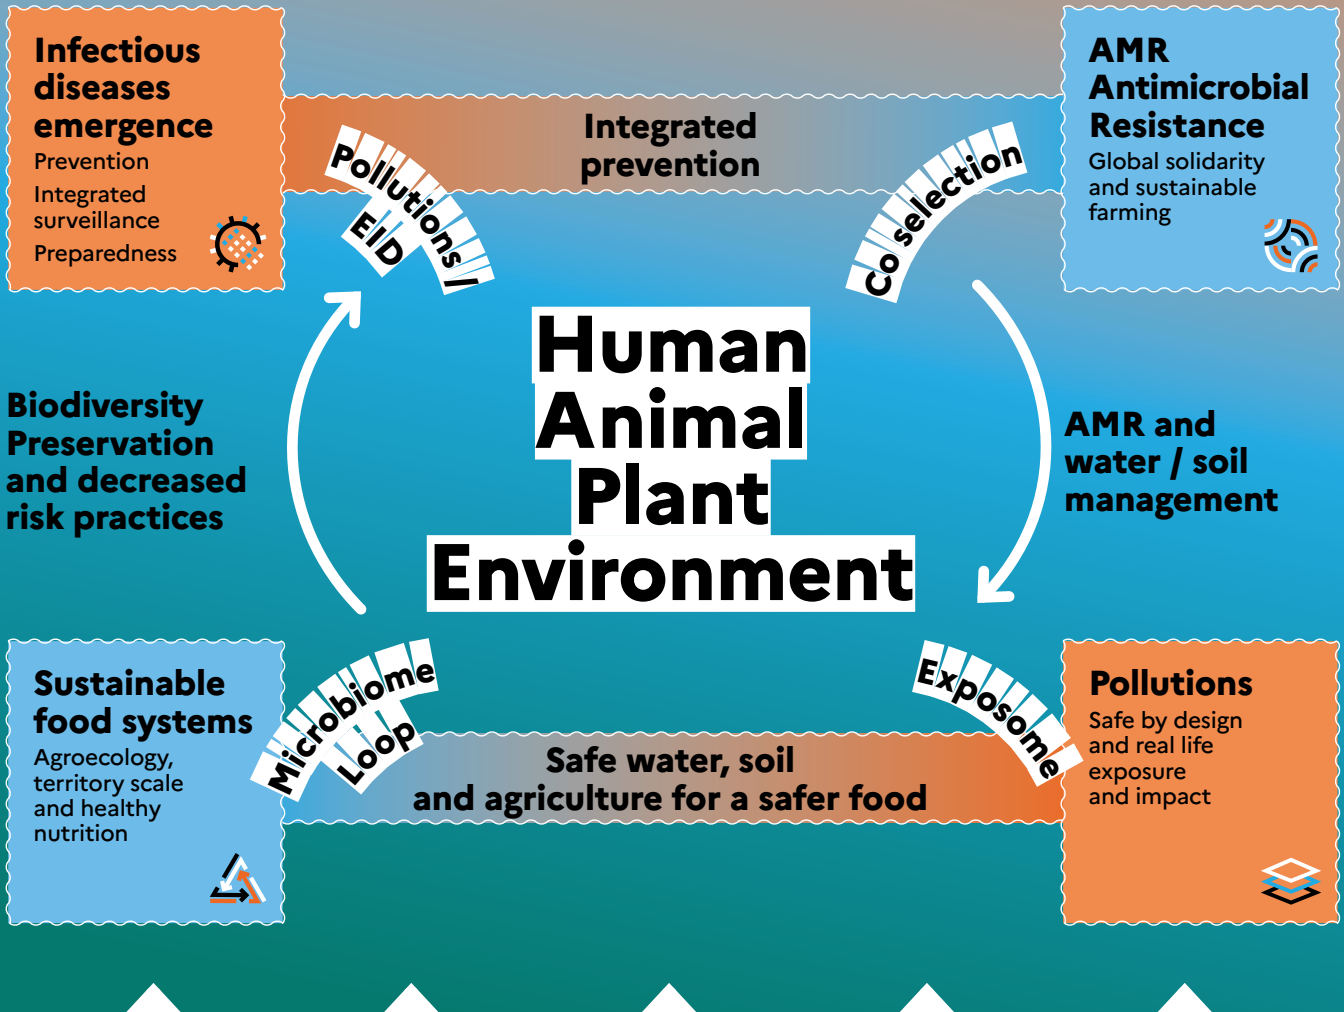 Infectious
diseases
emergence
Prevention
Integrated
surveillance
Preparedness
Integrated
prevention
AMR
Antimicrobial
Resistance
Global solidarity
and sustainable
farming
Pollutions /
EID
Co selection
Human
Animal
Plant
Environment
Biodiversity
Preservation
and decreased
risk practices
AMR and
water / soil
management
Sustainable
food systems
Agroecology,
territory scale
and healthy
nutrition
Microbiome
Loop
Safe water, soil
and agriculture for a safer food
Exposome
Pollutions
Safe by design
and real life
exposure
and impact